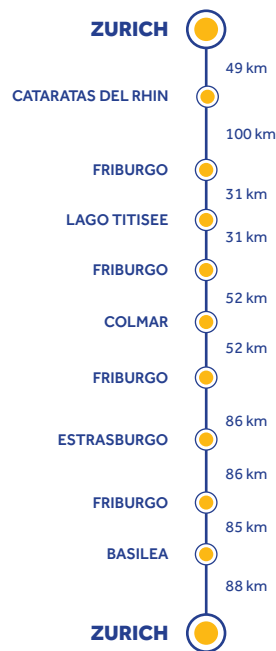 ZURICH
49 km
CATARATAS DEL RHIN
100 km
FRIBURGO
31 km
LAGO TITISEE
31 km
FRIBURGO
52 km
COLMAR
52 km
FRIBURGO
86 km
ESTRASBURGO
86 km
FRIBURGO
85 km
BASILEA
88 km
ZURICH